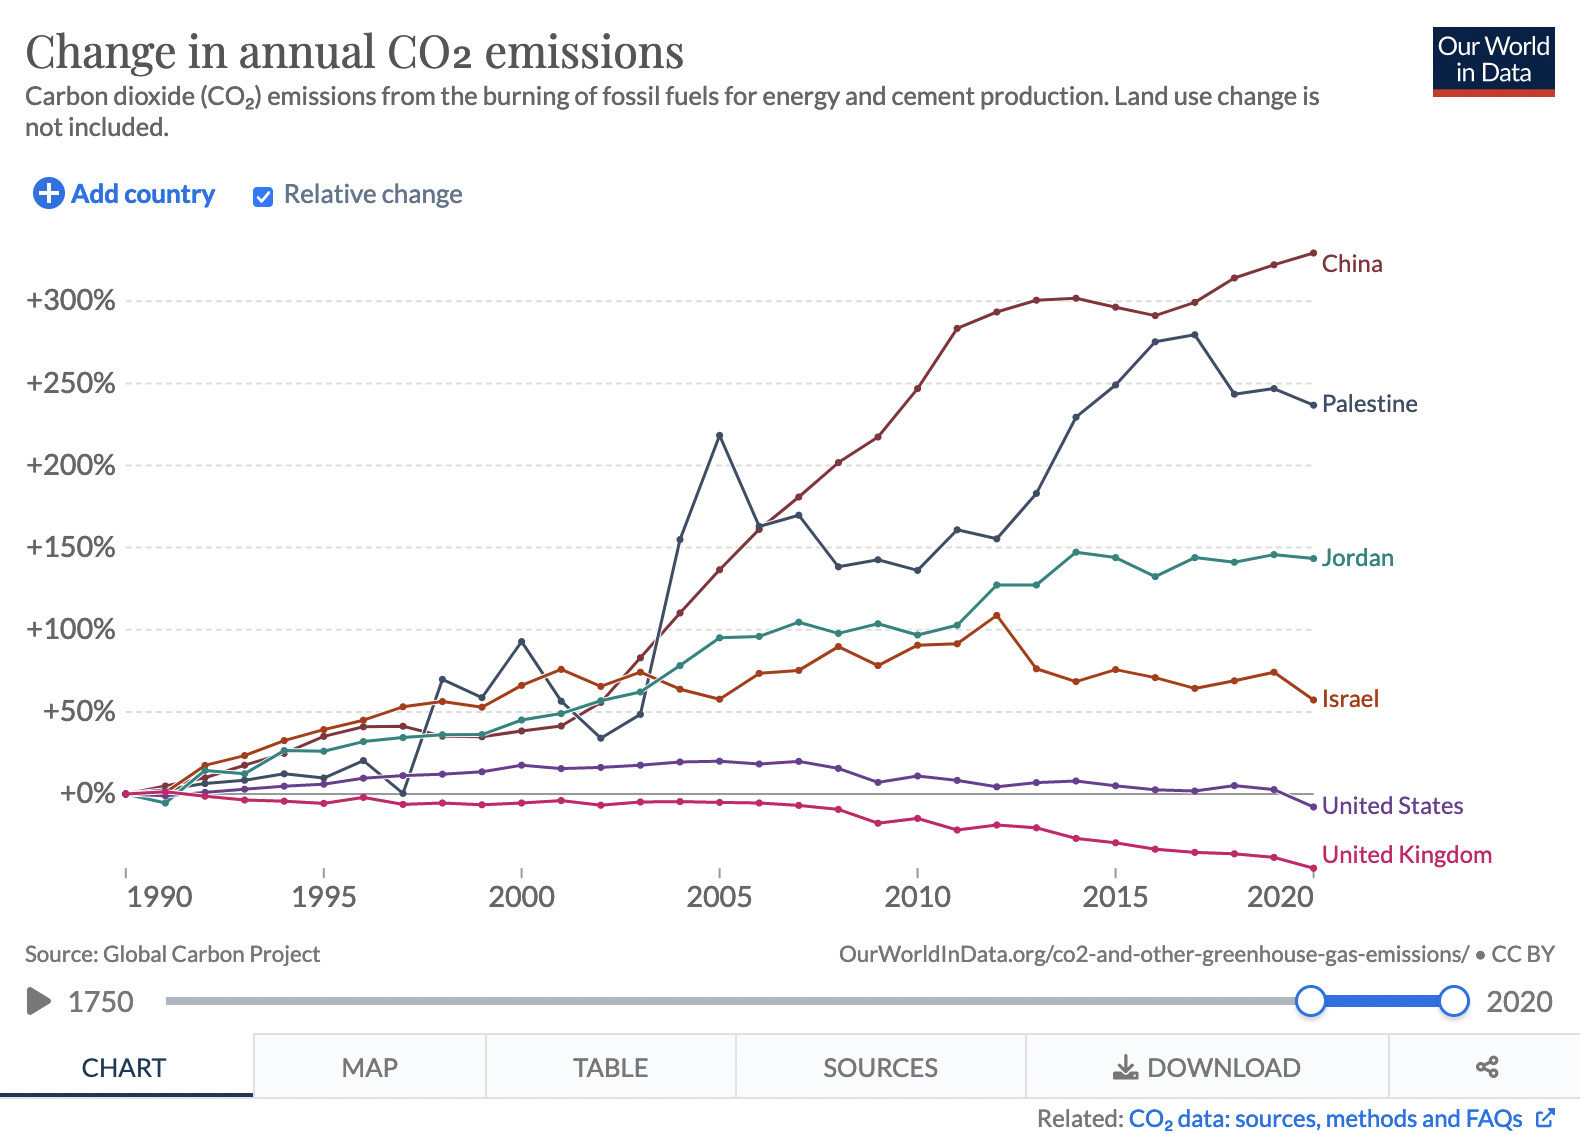 Change in annual CO₂ emissions
Our World
in Data
Carbon dioxide (CO₂) emissions from the burning of fossil fuels for energy and cement production. Land use change is
not included.
Add country
Relative change
+300%
+250%
+200%
+150%
+100%
+50%
+0%
China
Palestine
Jordan
Israel
United States
United Kingdom
1990 1995 2000 2005 2010 2015 2020
Source: Global Carbon Project
OurWorldInData.org/co2-and-other-greenhouse-gas-emissions/ • CC BY
1750
2020
CHART MAP TABLE SOURCES DOWNLOAD
Related: CO₂ data: sources, methods and FAQs